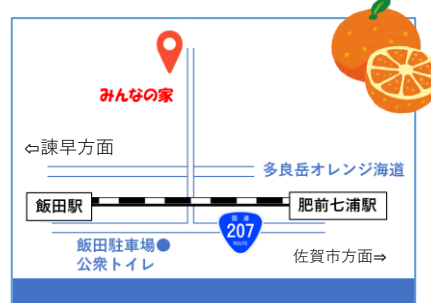 みんなの家
⇦諫早方面
多良岳オレンジ海道
飯田駅
肥前七浦駅
国道
207
ROUTE
飯田駐車場●
公衆トイレ
佐賀市方面⇒